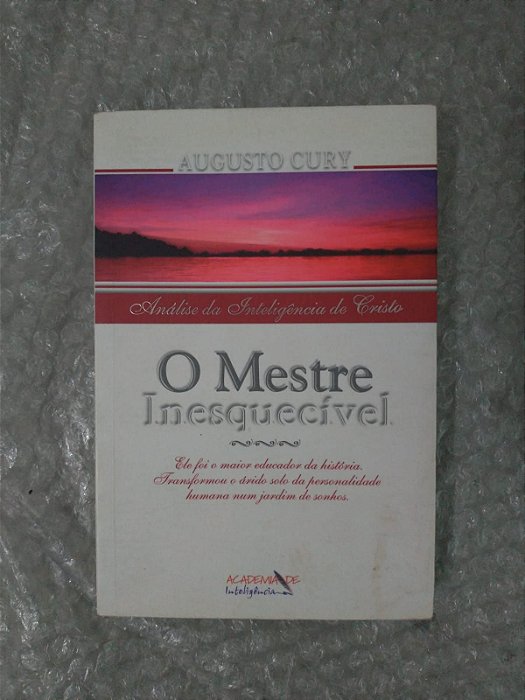 AUGUSTO CURY
Análise da Inteligência de Cristo
O Mestre
Inesquecível
Ele foi o maior educador da história.
Transformou o árido solo da personalidade
humana num jardim de sonhos.
ACADEMIA DE
Inteligência